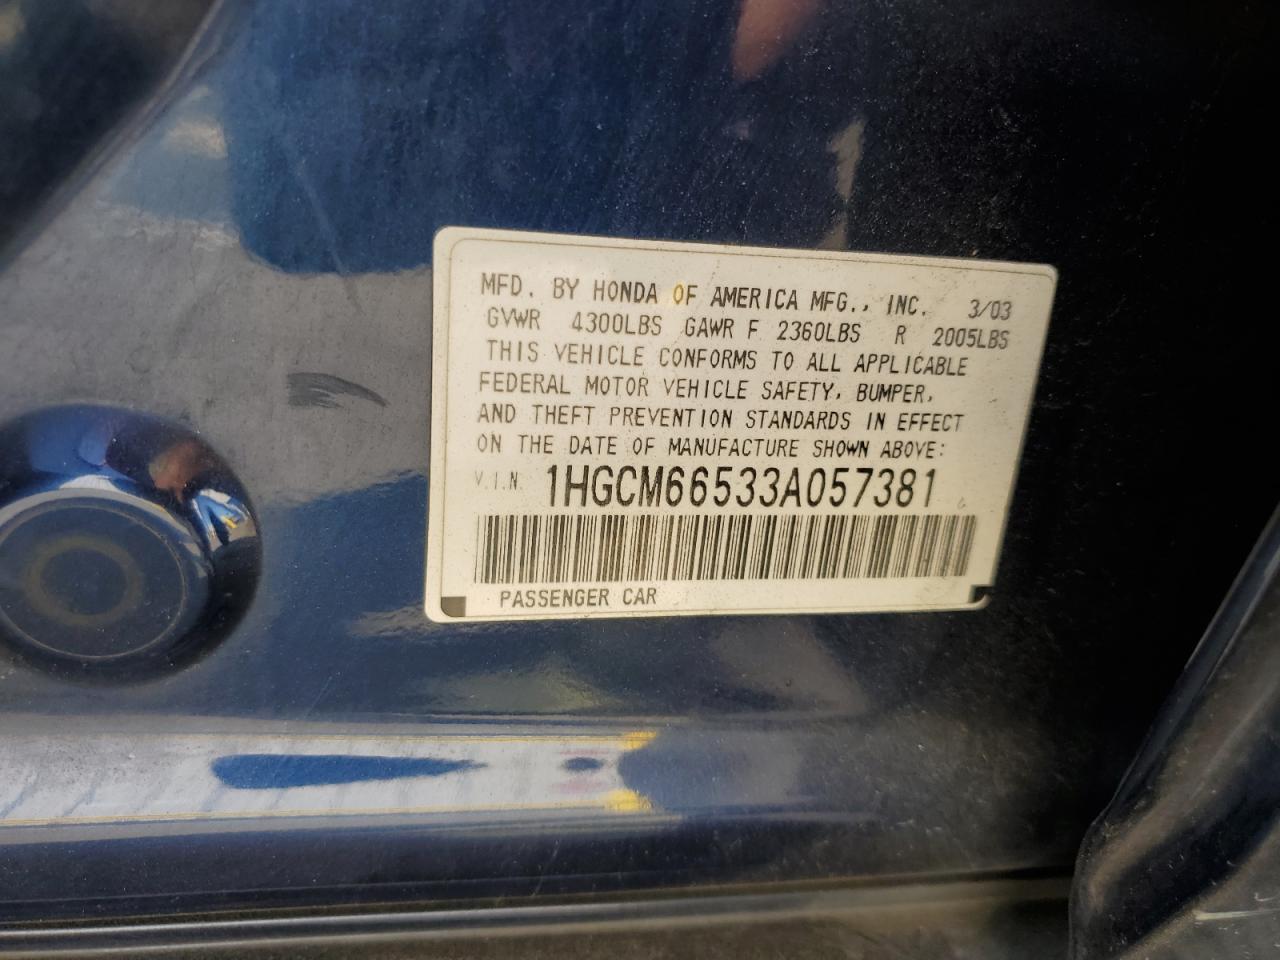 MFD. BY HONDA OF AMERICA MFG., INC. 3/03
GVWR 4300LBS GAWR F 2360LBS R 2005LBS
THIS VEHICLE CONFORMS TO ALL APPLICABLE
FEDERAL MOTOR VEHICLE SAFETY, BUMPER,
AND THEFT PREVENTION STANDARDS IN EFFECT
ON THE DATE OF MANUFACTURE SHOWN ABOVE:
V.I.N. 1HGCM66533A057381
PASSENGER CAR